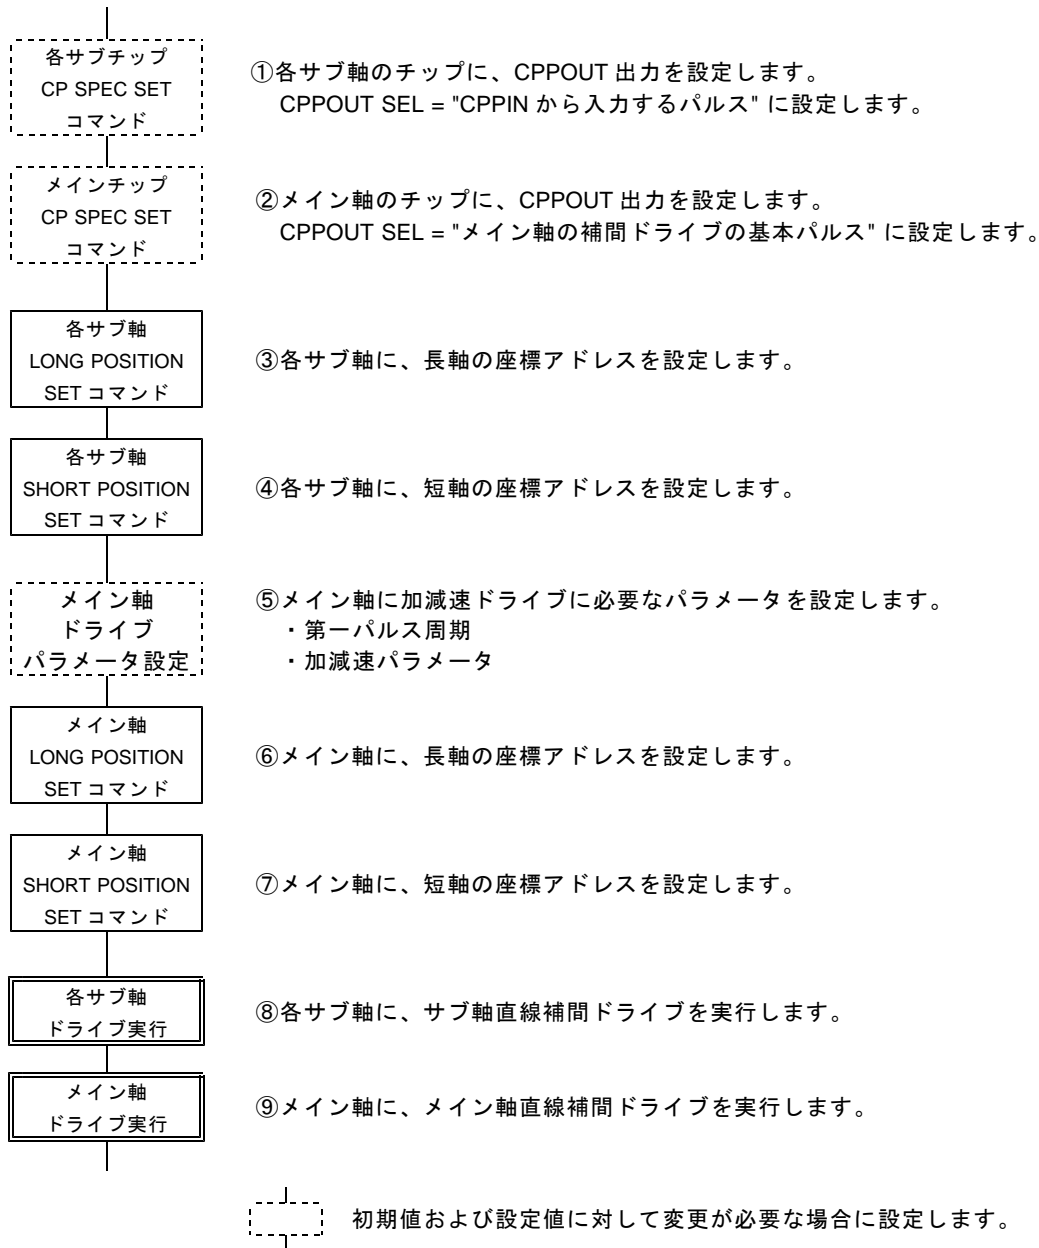 各サブチップ
CP SPEC SET
コマンド
①各サブ軸のチップに、CPPOUT 出力を設定します。
CPPOUT SEL = "CPPIN から入力するパルス" に設定します。
メインチップ
CP SPEC SET
コマンド
②メイン軸のチップに、CPPOUT 出力を設定します。
CPPOUT SEL = "メイン軸の補間ドライブの基本パルス" に設定します。
各サブ軸
LONG POSITION
SET コマンド
③各サブ軸に、長軸の座標アドレスを設定します。
各サブ軸
SHORT POSITION
SET コマンド
④各サブ軸に、短軸の座標アドレスを設定します。
メイン軸
ドライブ
パラメータ設定
⑤メイン軸に加減速ドライブに必要なパラメータを設定します。
・第一パルス周期
・加減速パラメータ
メイン軸
LONG POSITION
SET コマンド
⑥メイン軸に、長軸の座標アドレスを設定します。
メイン軸
SHORT POSITION
SET コマンド
⑦メイン軸に、短軸の座標アドレスを設定します。
各サブ軸
ドライブ実行
⑧各サブ軸に、サブ軸直線補間ドライブを実行します。
メイン軸
ドライブ実行
⑨メイン軸に、メイン軸直線補間ドライブを実行します。
初期値および設定値に対して変更が必要な場合に設定します。